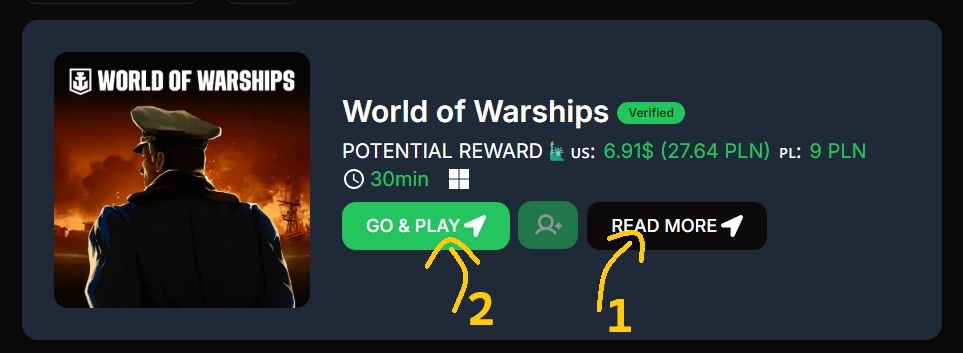 WORLD OF WARSHIPS
World of Warships Verified
POTENTIAL REWARD 🗽 US: 6.91$ (27.64 PLN) PL: 9 PLN
30min
GO & PLAY READ MORE
2 1